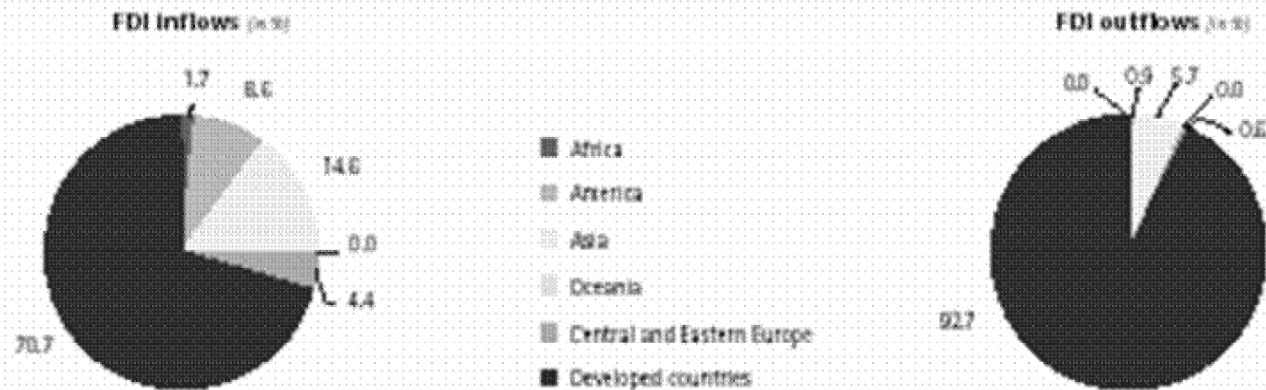 FDI inflows (in %)
1.7
8.6
14.6
0.0
4.4
70.7
Africa
America
Asia
Oceania
Central and Eastern Europe
Developed countries
FDI outflows (in %)
0.0
0.9
5.7
0.0
92.7